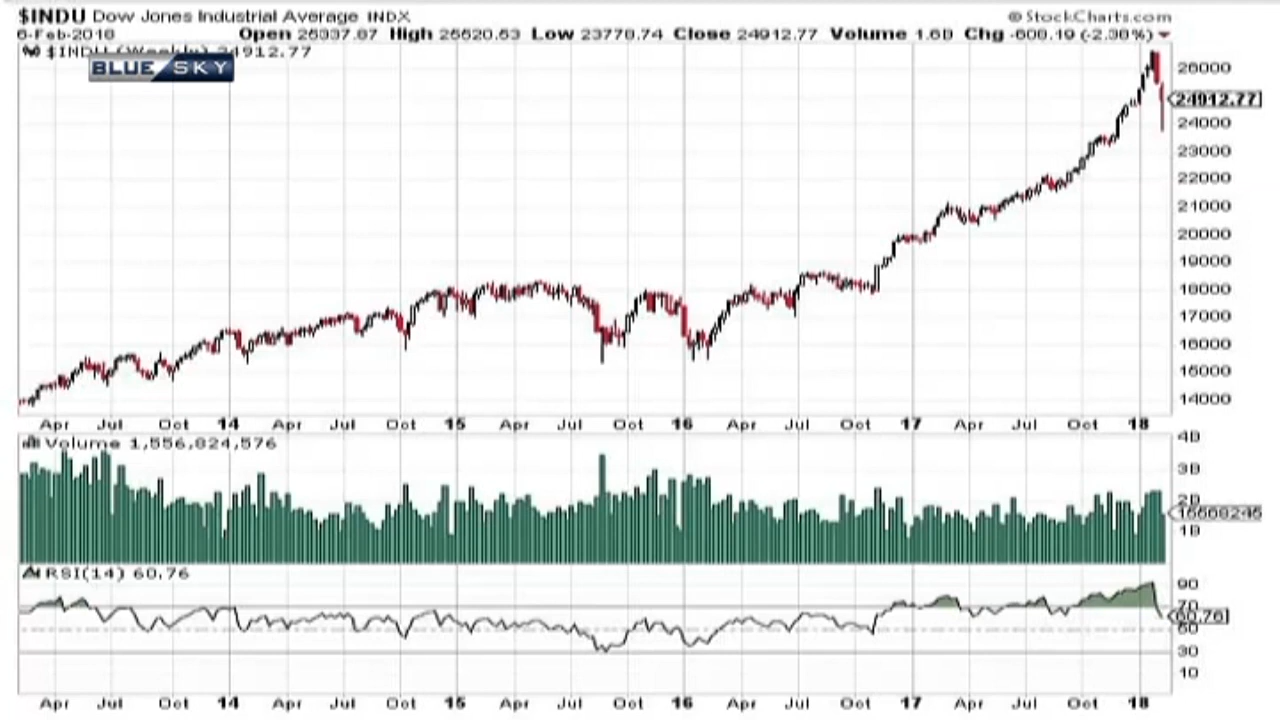 $INDU Dow Jones Industrial Average INDX
© StockCharts.com
6-Feb-2018
Open 25337.87 High 25520.53 Low 23778.74 Close 24912.77 Volume 1.6B Chg -608.19 (-2.38%)
$INDU (Weekly) 24912.77
BLUE SKY
26000
24912.77
24000
23000
22000
21000
20000
19000
18000
17000
16000
15000
14000
Apr Jul Oct 14 Apr Jul Oct 15 Apr Jul Oct 16 Apr Jul Oct 17 Apr Jul Oct 18
Volume 1,556,824,576
4B
3B
2B
1B
RSI(14) 60.76
90
70
60.76
50
30
10
Apr Jul Oct 14 Apr Jul Oct 15 Apr Jul Oct 16 Apr Jul Oct 17 Apr Jul Oct 18